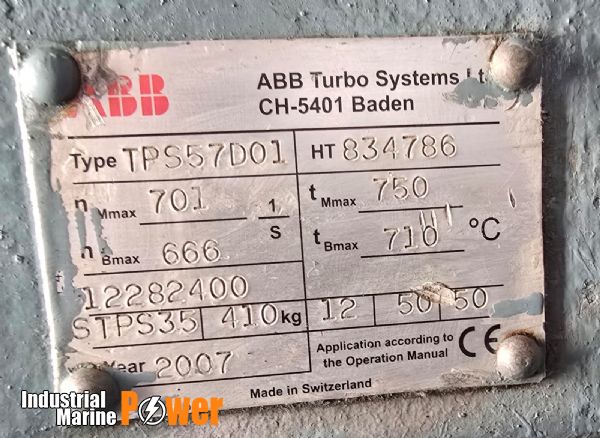 ABB
ABB Turbo Systems Lt
CH-5401 Baden
Type TPS57D01 HT 834786
n Mmax 701 1/s t Mmax 750
n Bmax 666 t Bmax 710 °C
12282400
STPS35 410kg 12 50 50
Year 2007
Application according to
the Operation Manual CE
Made in Switzerland
Industrial
Marine Power